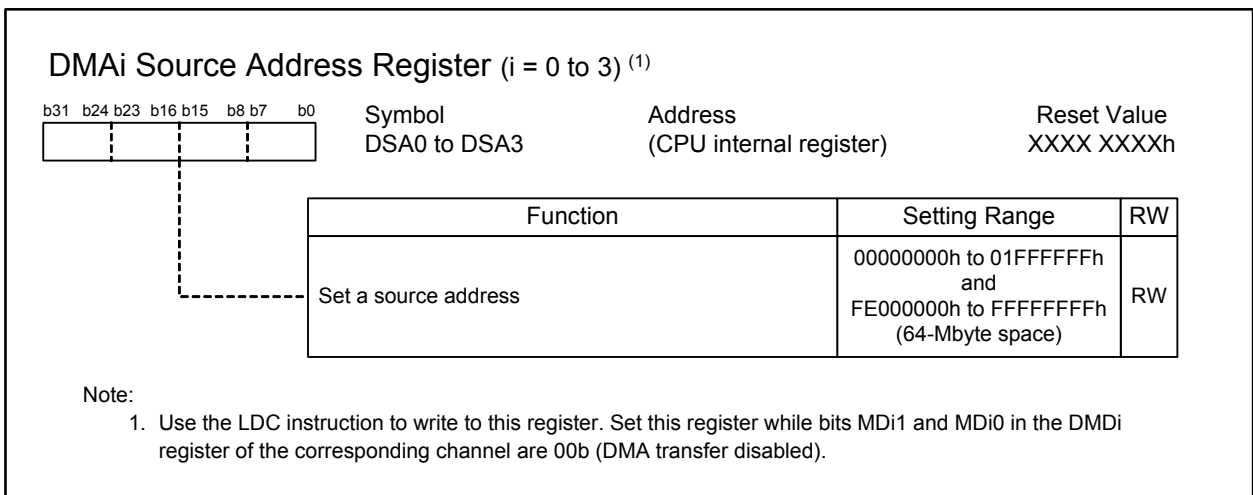 DMAi Source Address Register (i = 0 to 3) (1)
b31 b24 b23 b16 b15 b8 b7 b0
Symbol Address Reset Value
DSA0 to DSA3 (CPU internal register) XXXX XXXXh
Function Setting Range RW
Set a source address
00000000h to 01FFFFFFh
and
FE000000h to FFFFFFFFh
(64-Mbyte space)
RW
Note:
1. Use the LDC instruction to write to this register. Set this register while bits MDi1 and MDi0 in the DMDi
register of the corresponding channel are 00b (DMA transfer disabled).